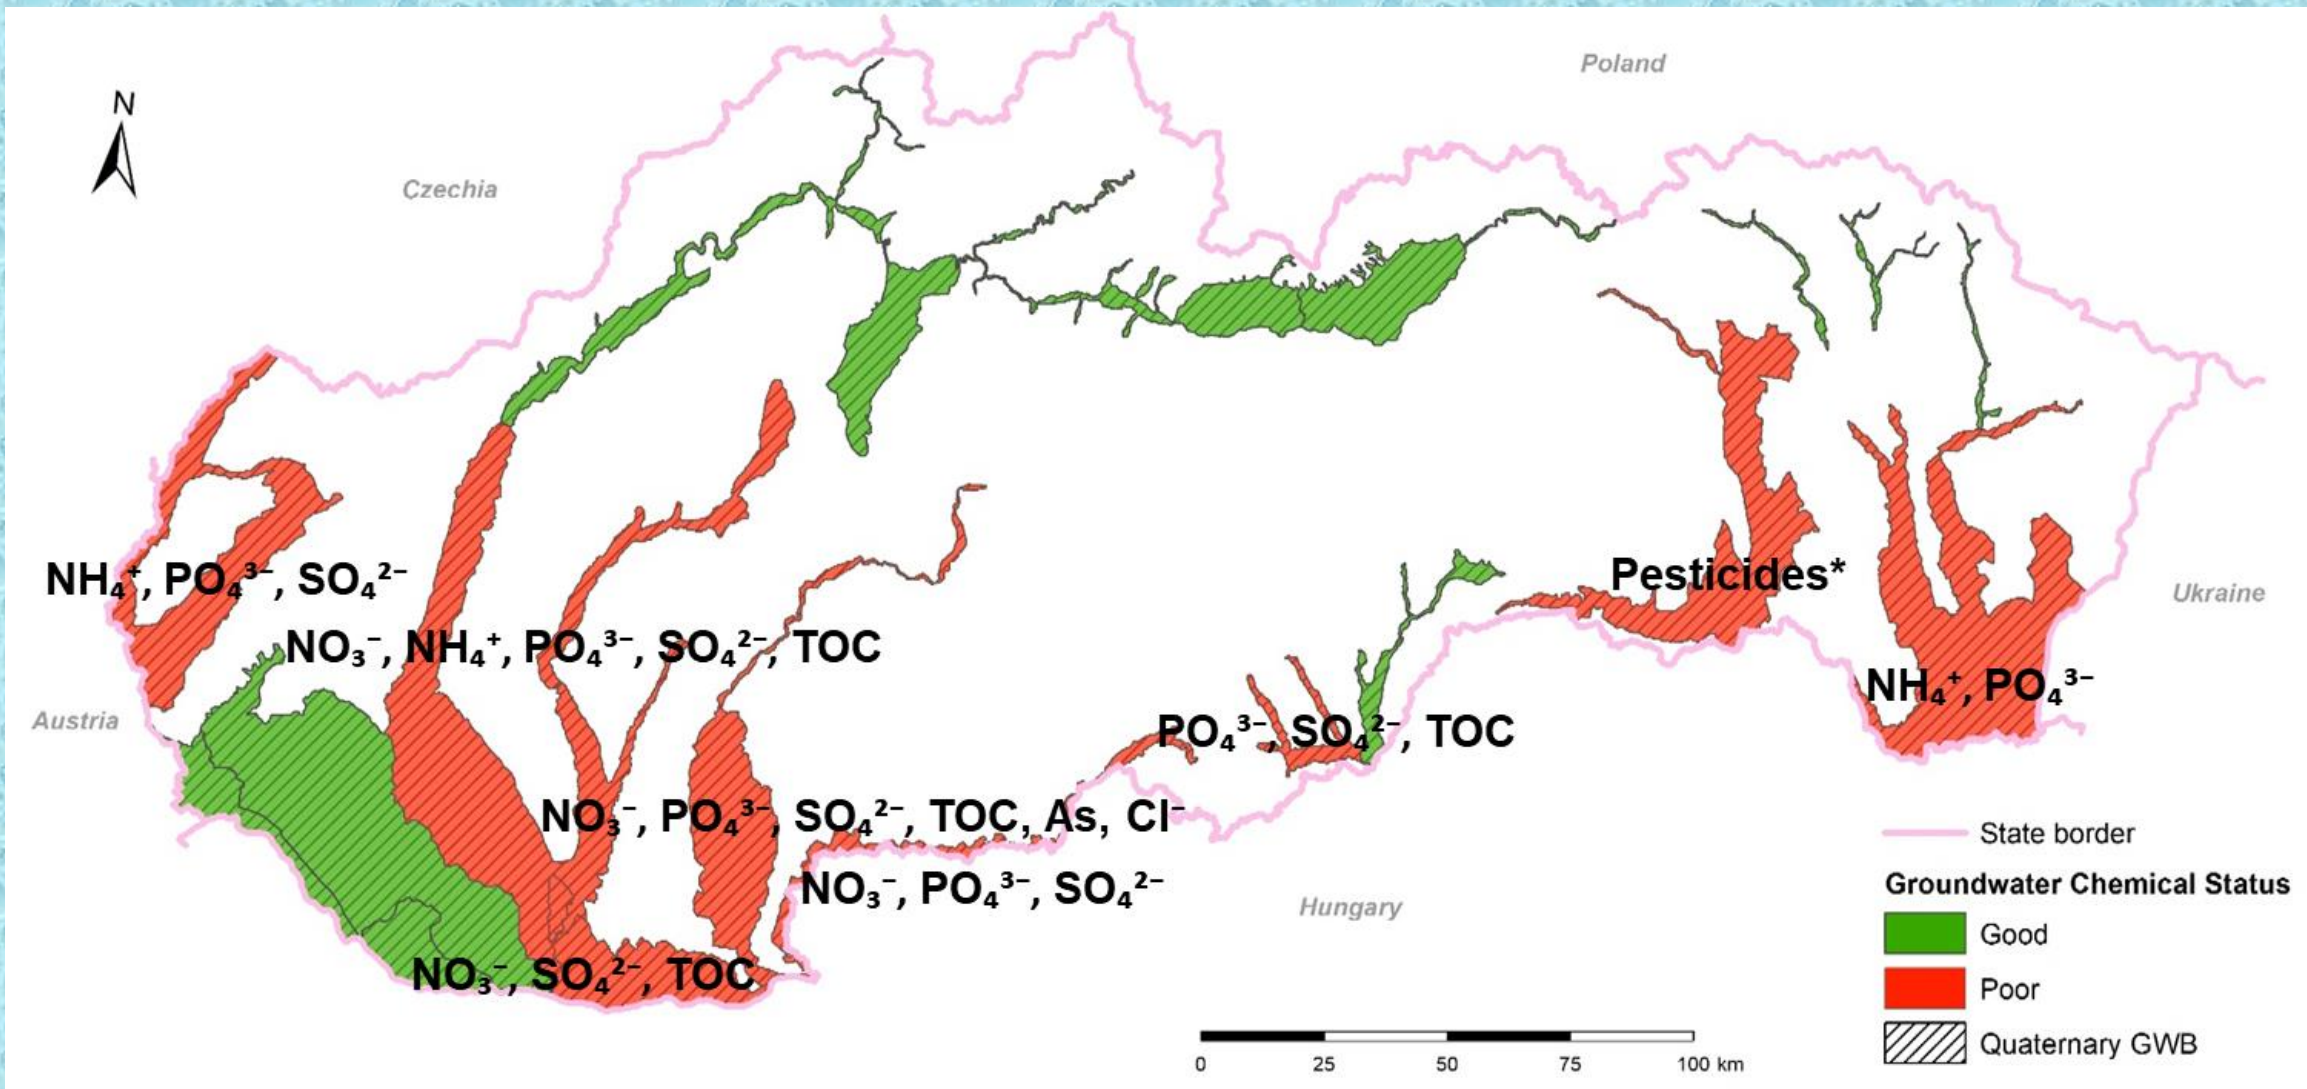 Poland
N
Czechia
NH₄⁺, PO₄³⁻, SO₄²⁻
Pesticides*
Ukraine
NO₃⁻, NH₄⁺, PO₄³⁻, SO₄²⁻, TOC
NH₄⁺, PO₄³⁻
Austria
PO₄³⁻, SO₄²⁻, TOC
NO₃⁻, PO₄³⁻, SO₄²⁻, TOC, As, Cl⁻
NO₃⁻, PO₄³⁻, SO₄²⁻
Hungary
NO₃⁻, SO₄²⁻, TOC
State border
Groundwater Chemical Status
Good
Poor
Quaternary GWB
0 25 50 75 100 km